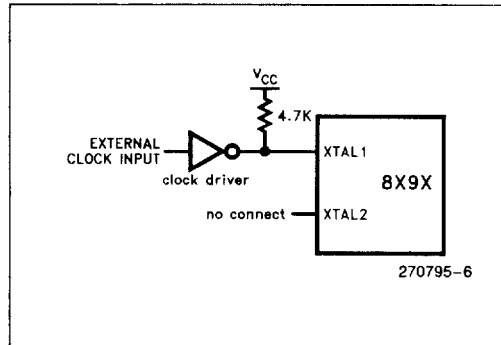 VCC
4.7K
EXTERNAL
CLOCK INPUT
clock driver
XTAL1
8X9X
no connect
XTAL2
270795-6